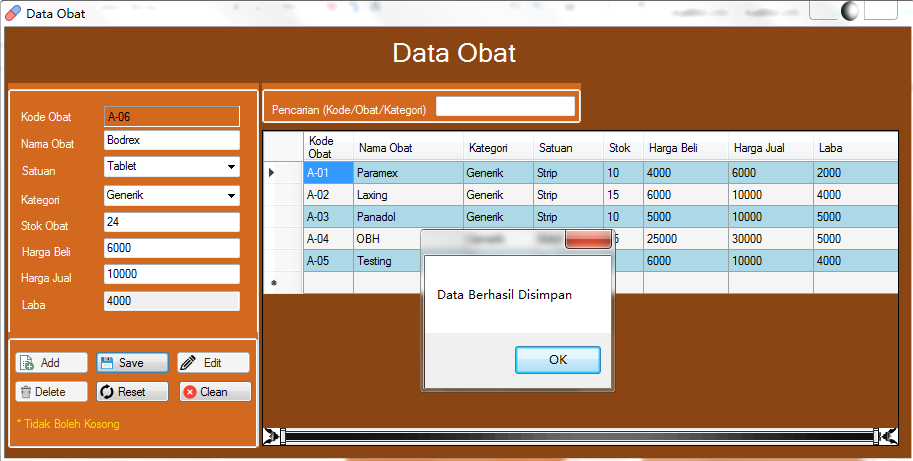 Data Obat
Data Obat
Kode Obat A-06
Nama Obat Bodrex
Satuan Tablet
Kategori Generik
Stok Obat 24
Harga Beli 6000
Harga Jual 10000
Laba 4000
Add Save Edit
Delete Reset Clean
* Tidak Boleh Kosong
Pencarian (Kode/Obat/Kategori)
Kode Obat Nama Obat Kategori Satuan Stok Harga Beli Harga Jual Laba
A-01 Paramex Generik Strip 10 4000 6000 2000
A-02 Laxing Generik Strip 15 6000 10000 4000
A-03 Panadol Generik Strip 10 5000 10000 5000
A-04 OBH 25000 30000 5000
A-05 Testing 6000 10000 4000
*
Data Berhasil Disimpan
OK